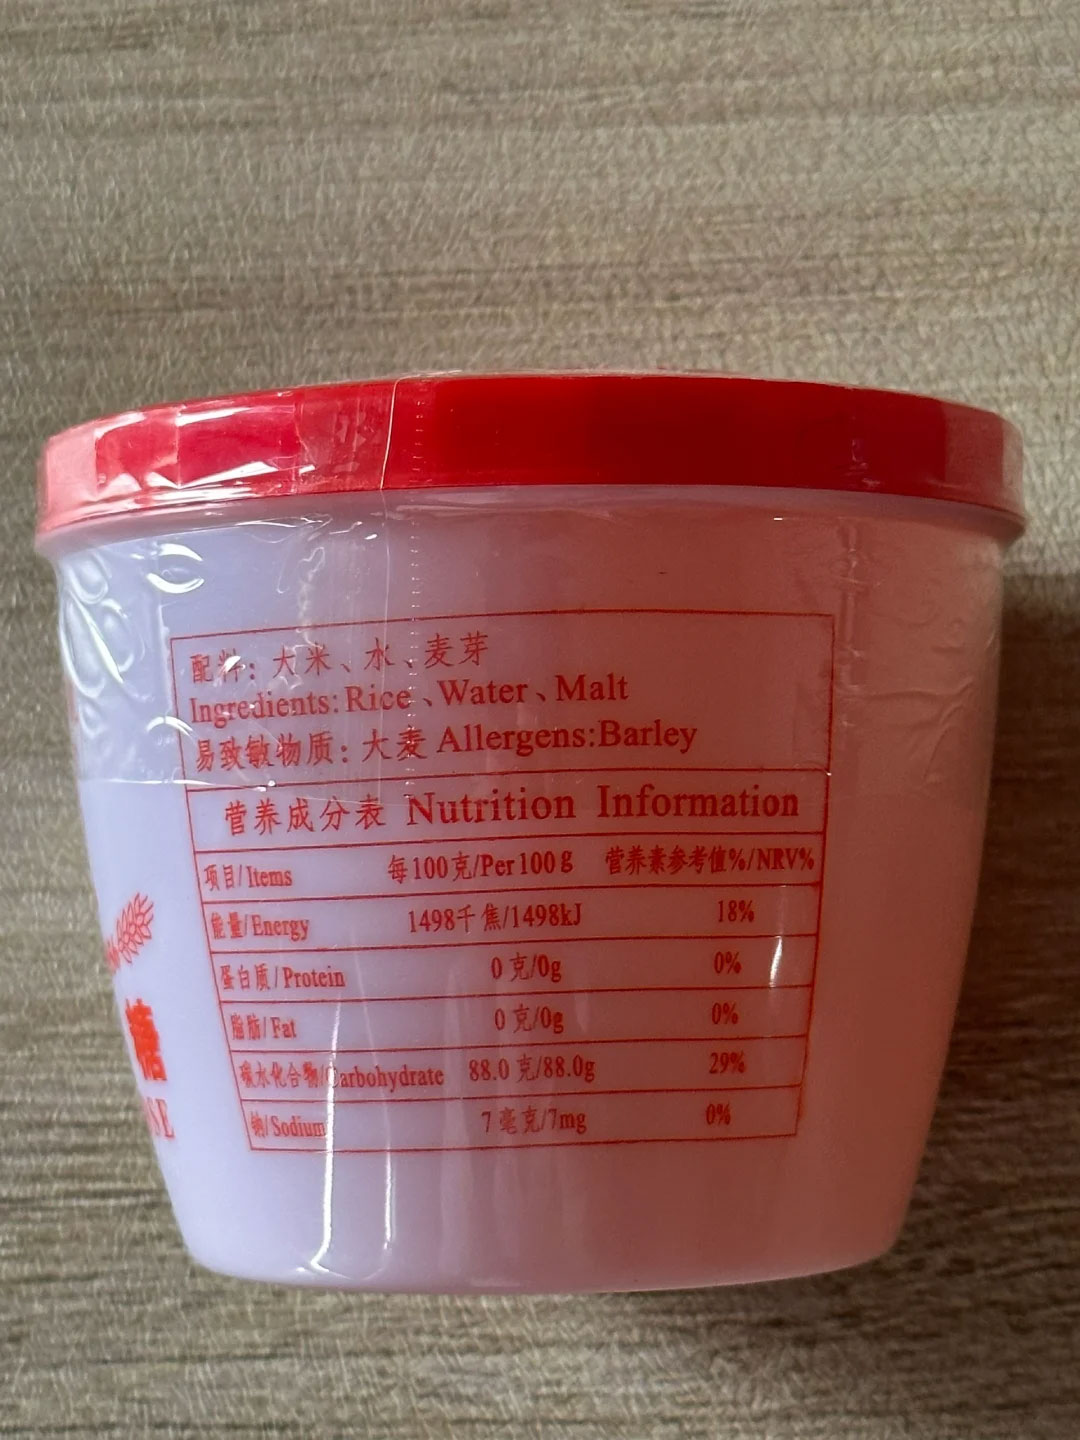 配料：大米、水、麦芽
Ingredients: Rice 、Water 、Malt
易致敏物质：大麦 Allergens:Barley
营养成分表 Nutrition Information
项目/Items 每100克/Per 100 g 营养素参考值%/NRV%
能量/Energy 1498千焦/1498kJ 18%
蛋白质/Protein 0 克/0g 0%
脂肪/Fat 0 克/0g 0%
碳水化合物/Carbohydrate 88.0 克/88.0g 29%
钠/Sodium 7 毫克/7mg 0%
糖
SE